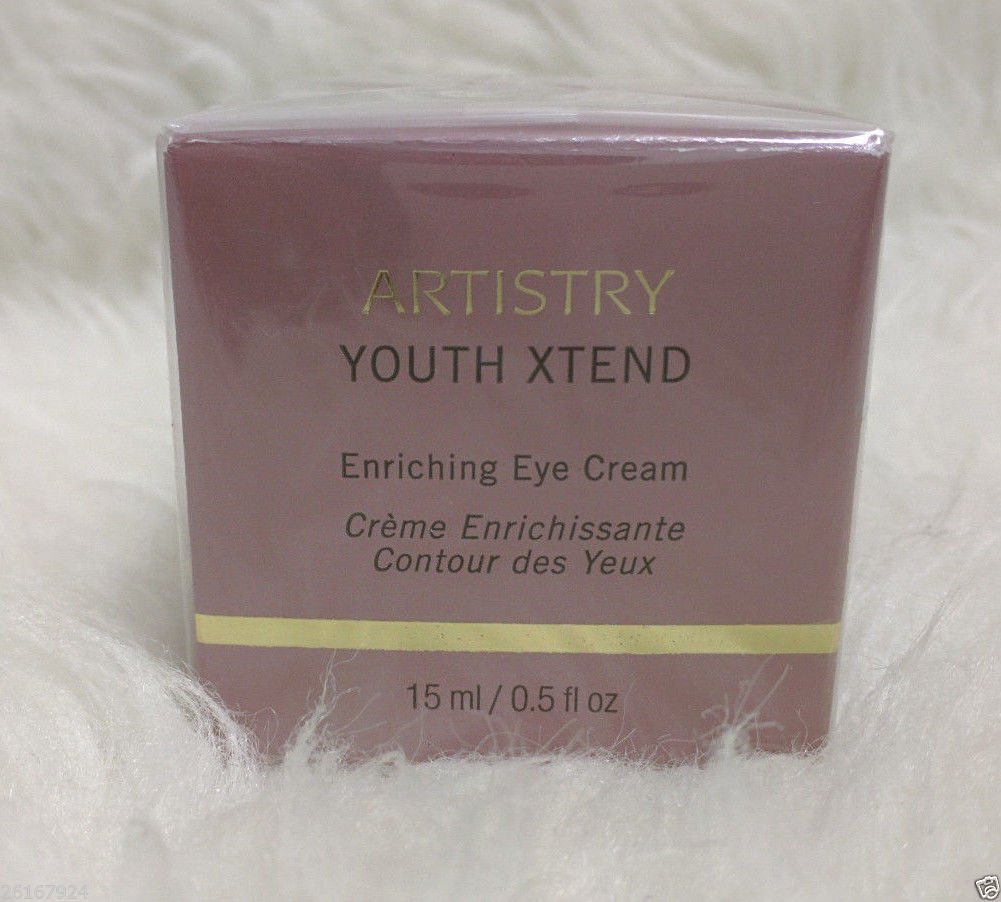 ARTISTRY
YOUTH XTEND
Enriching Eye Cream
Crème Enrichissante
Contour des Yeux
15 ml / 0.5 fl oz
26167924